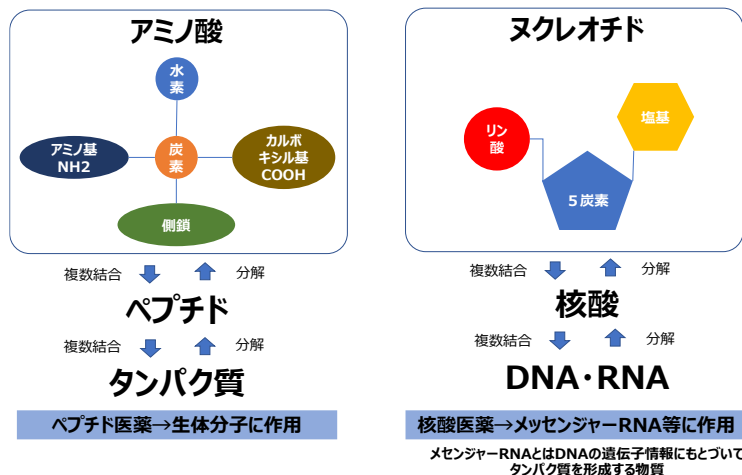 アミノ酸
水
素
アミノ基
NH2
炭
素
カルボ
キシル基
COOH
側鎖
複数結合
分解
ペプチド
複数結合
分解
タンパク質
ペプチド医薬→生体分子に作用
ヌクレオチド
リン
酸
塩基
5炭素
複数結合
分解
核酸
複数結合
分解
DNA・RNA
核酸医薬→メッセンジャーRNA等に作用
メセンジャーRNAとはDNAの遺伝子情報にもとづいて
タンパク質を形成する物質